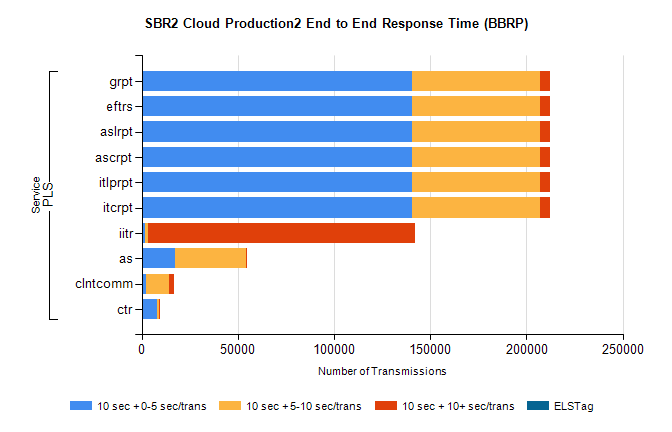 SBR2 Cloud Production2 End to End Response Time (BBRP)
grpt
eftrs
aslrpt
ascrpt
itlprpt
itcrpt
iitr
as
clntcomm
ctr
Service
PLS
0
50000
100000
150000
200000
250000
Number of Transmissions
10 sec +0-5 sec/trans
10 sec +5-10 sec/trans
10 sec + 10+ sec/trans
ELSTag